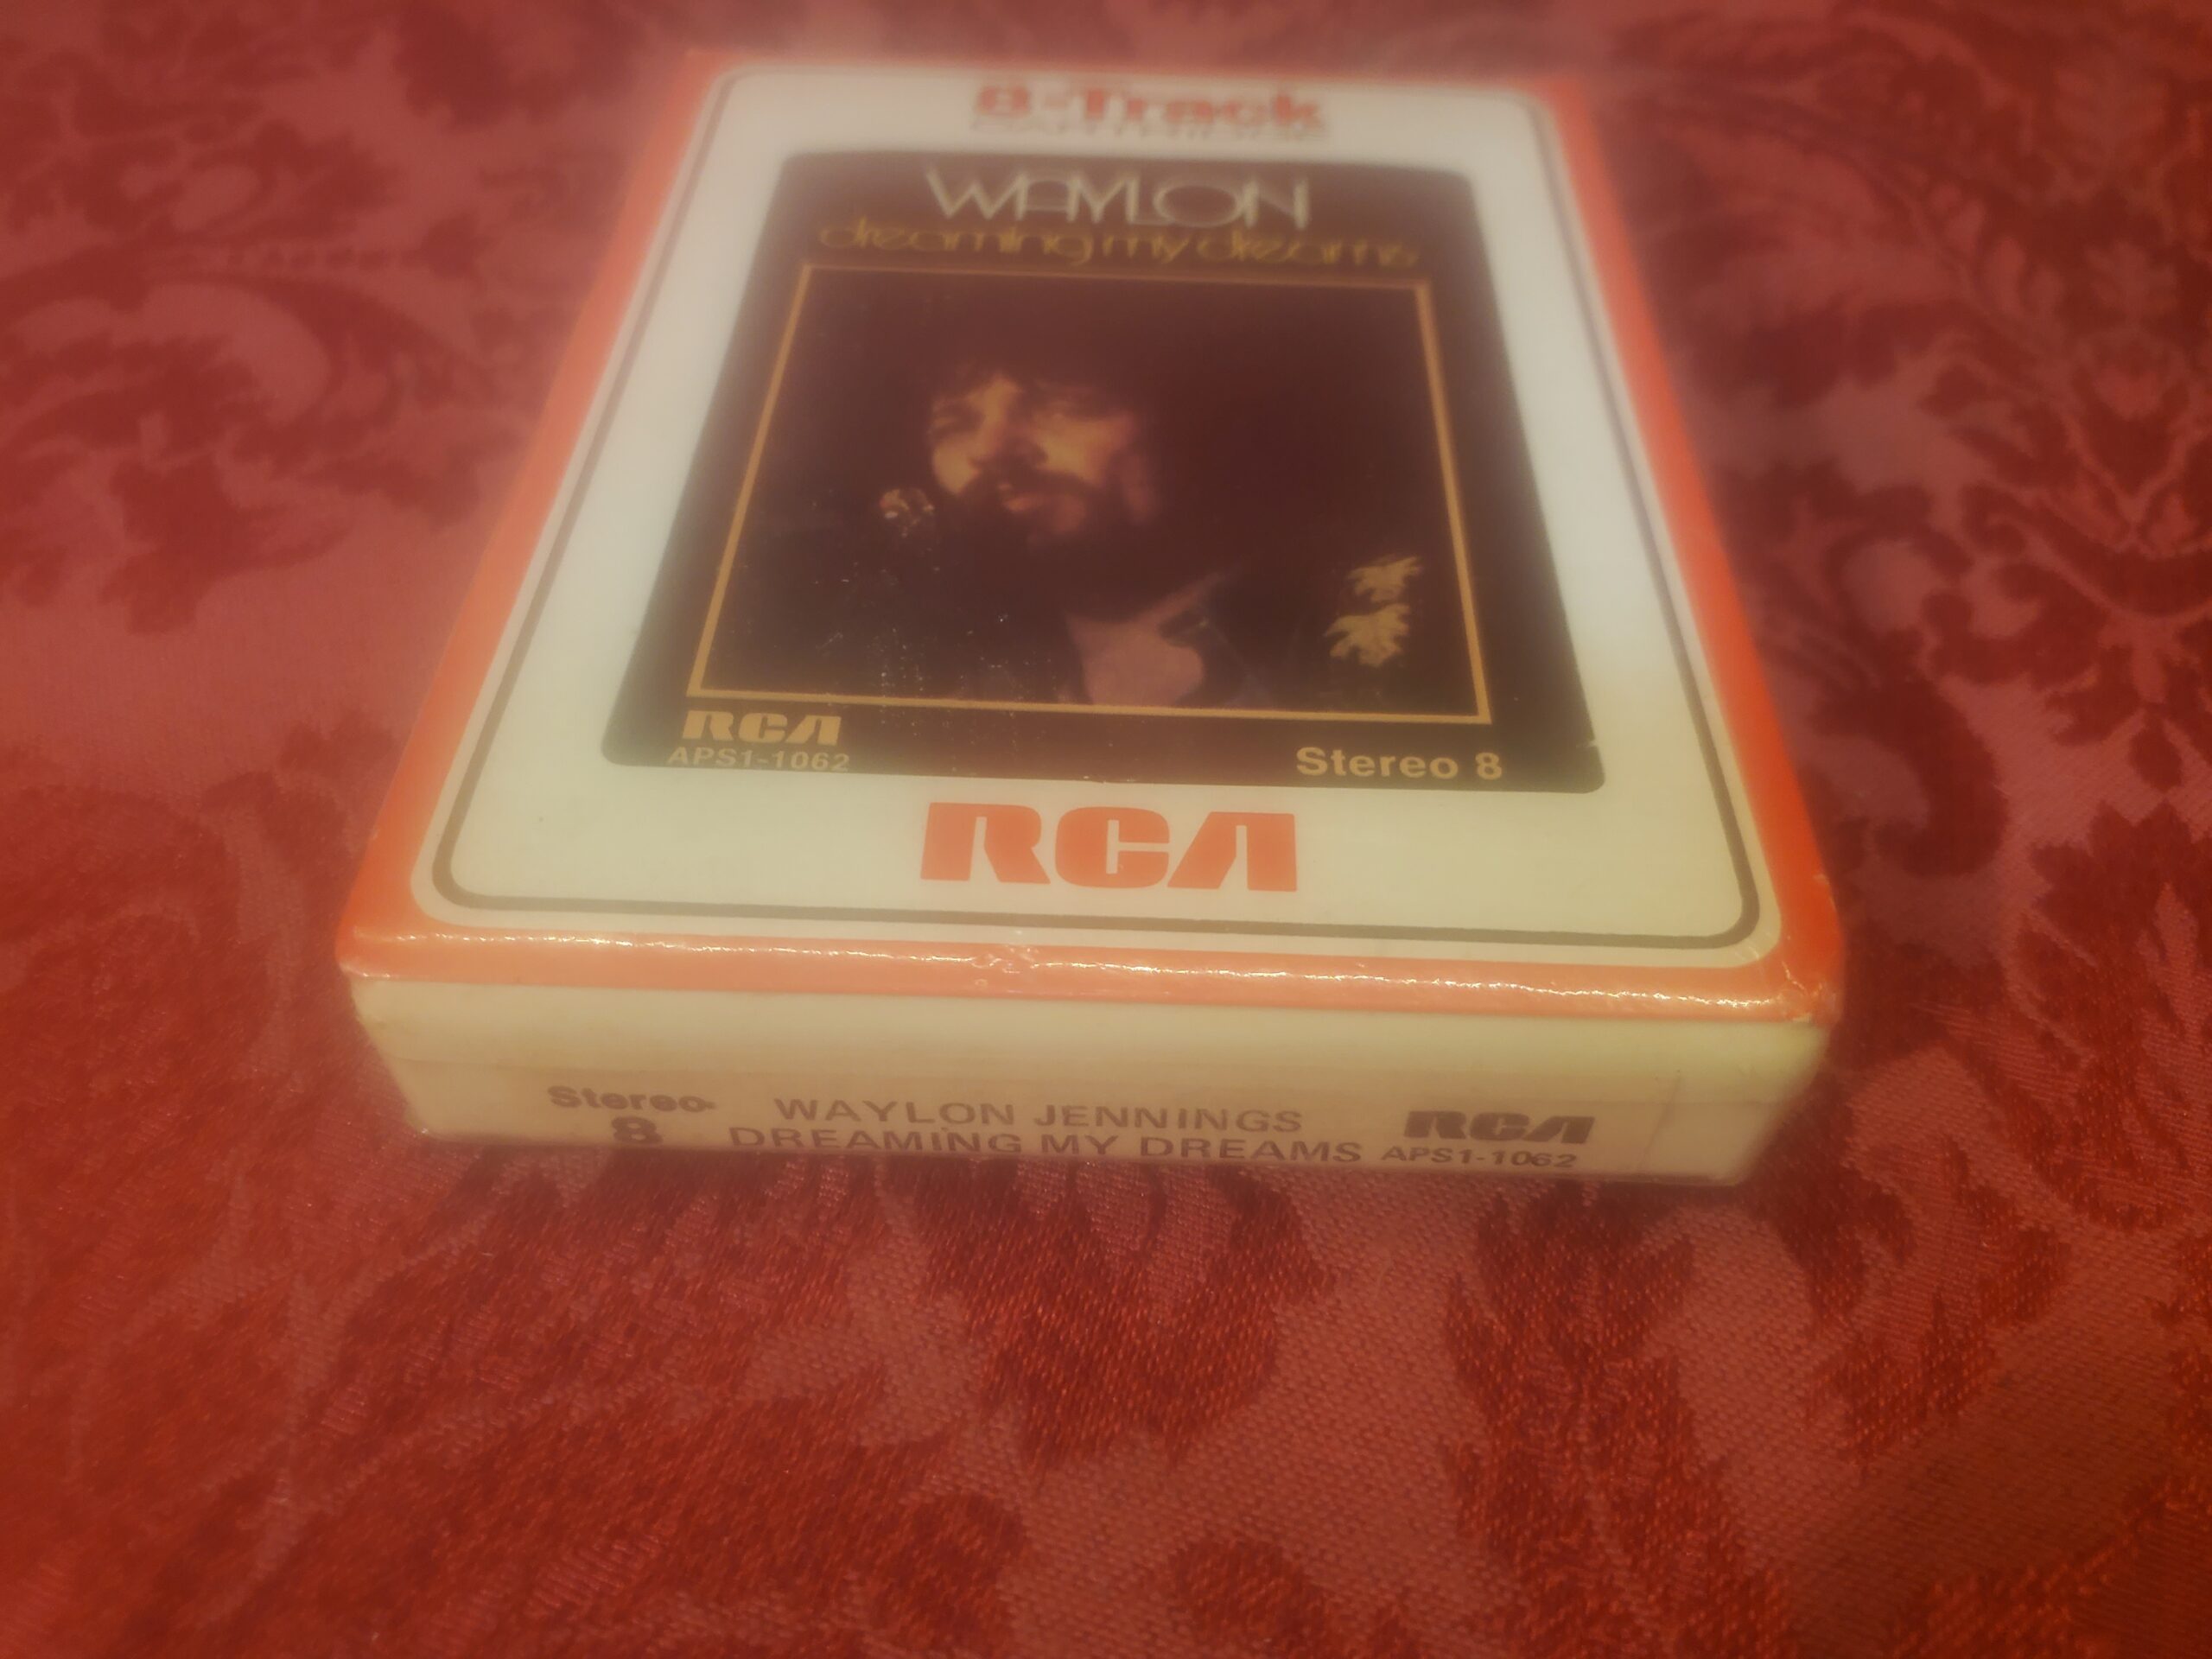 8-Track
CARTRIDGE
WAYLON
dreaming my dreams
RCA
APS1-1062
Stereo 8
RCA
Stereo
8
WAYLON JENNINGS
DREAMING MY DREAMS
RCA
APS1-1062